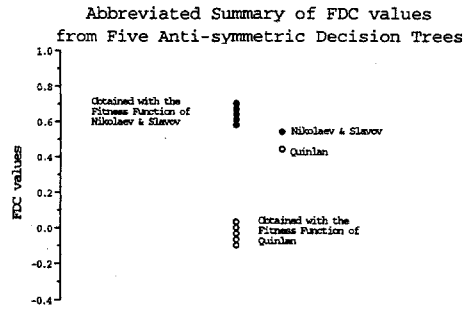 Abbreviated Summary of FDC values
from Five Anti-symmetric Decision Trees
1.0
0.8
0.6
0.4
0.2
0.0
-0.2
-0.4
FDC values
Obtained with the
Fitness Function of
Nikolaev & Slavov
Nikolaev & Slavov
Quinlan
Obtained with the
Fitness Function of
Quinlan